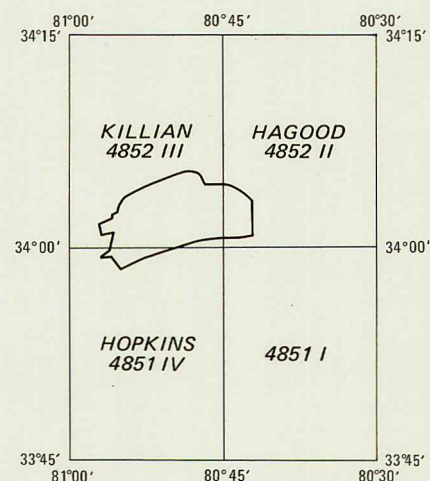 81°00′ 80°45′ 80°30′
34°15′ 34°15′
KILLIAN HAGOOD
4852 III 4852 II
34°00′ 34°00′
HOPKINS
4851 IV 4851 I
33°45′ 33°45′
81°00′ 80°45′ 80°30′